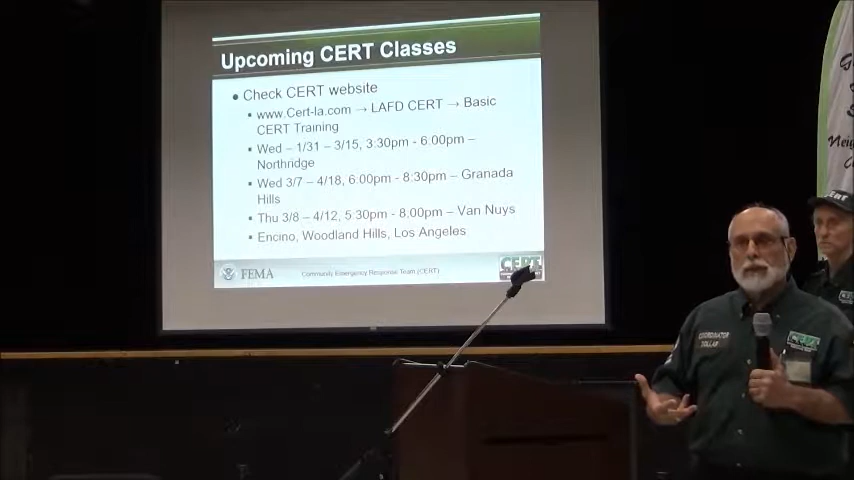 Upcoming CERT Classes
• Check CERT website
▪ www.Cert-la.com → LAFD CERT → Basic
CERT Training
▪ Wed – 1/31 – 3/15, 3:30pm - 6:00pm –
Northridge
▪ Wed 3/7 – 4/18, 6:00pm - 8:30pm – Granada
Hills
▪ Thu 3/8 – 4/12, 5:30pm - 8:00pm – Van Nuys
▪ Encino, Woodland Hills, Los Angeles
FEMA
Community Emergency Response Team (CERT)
CERT
COORDINATOR
CERT